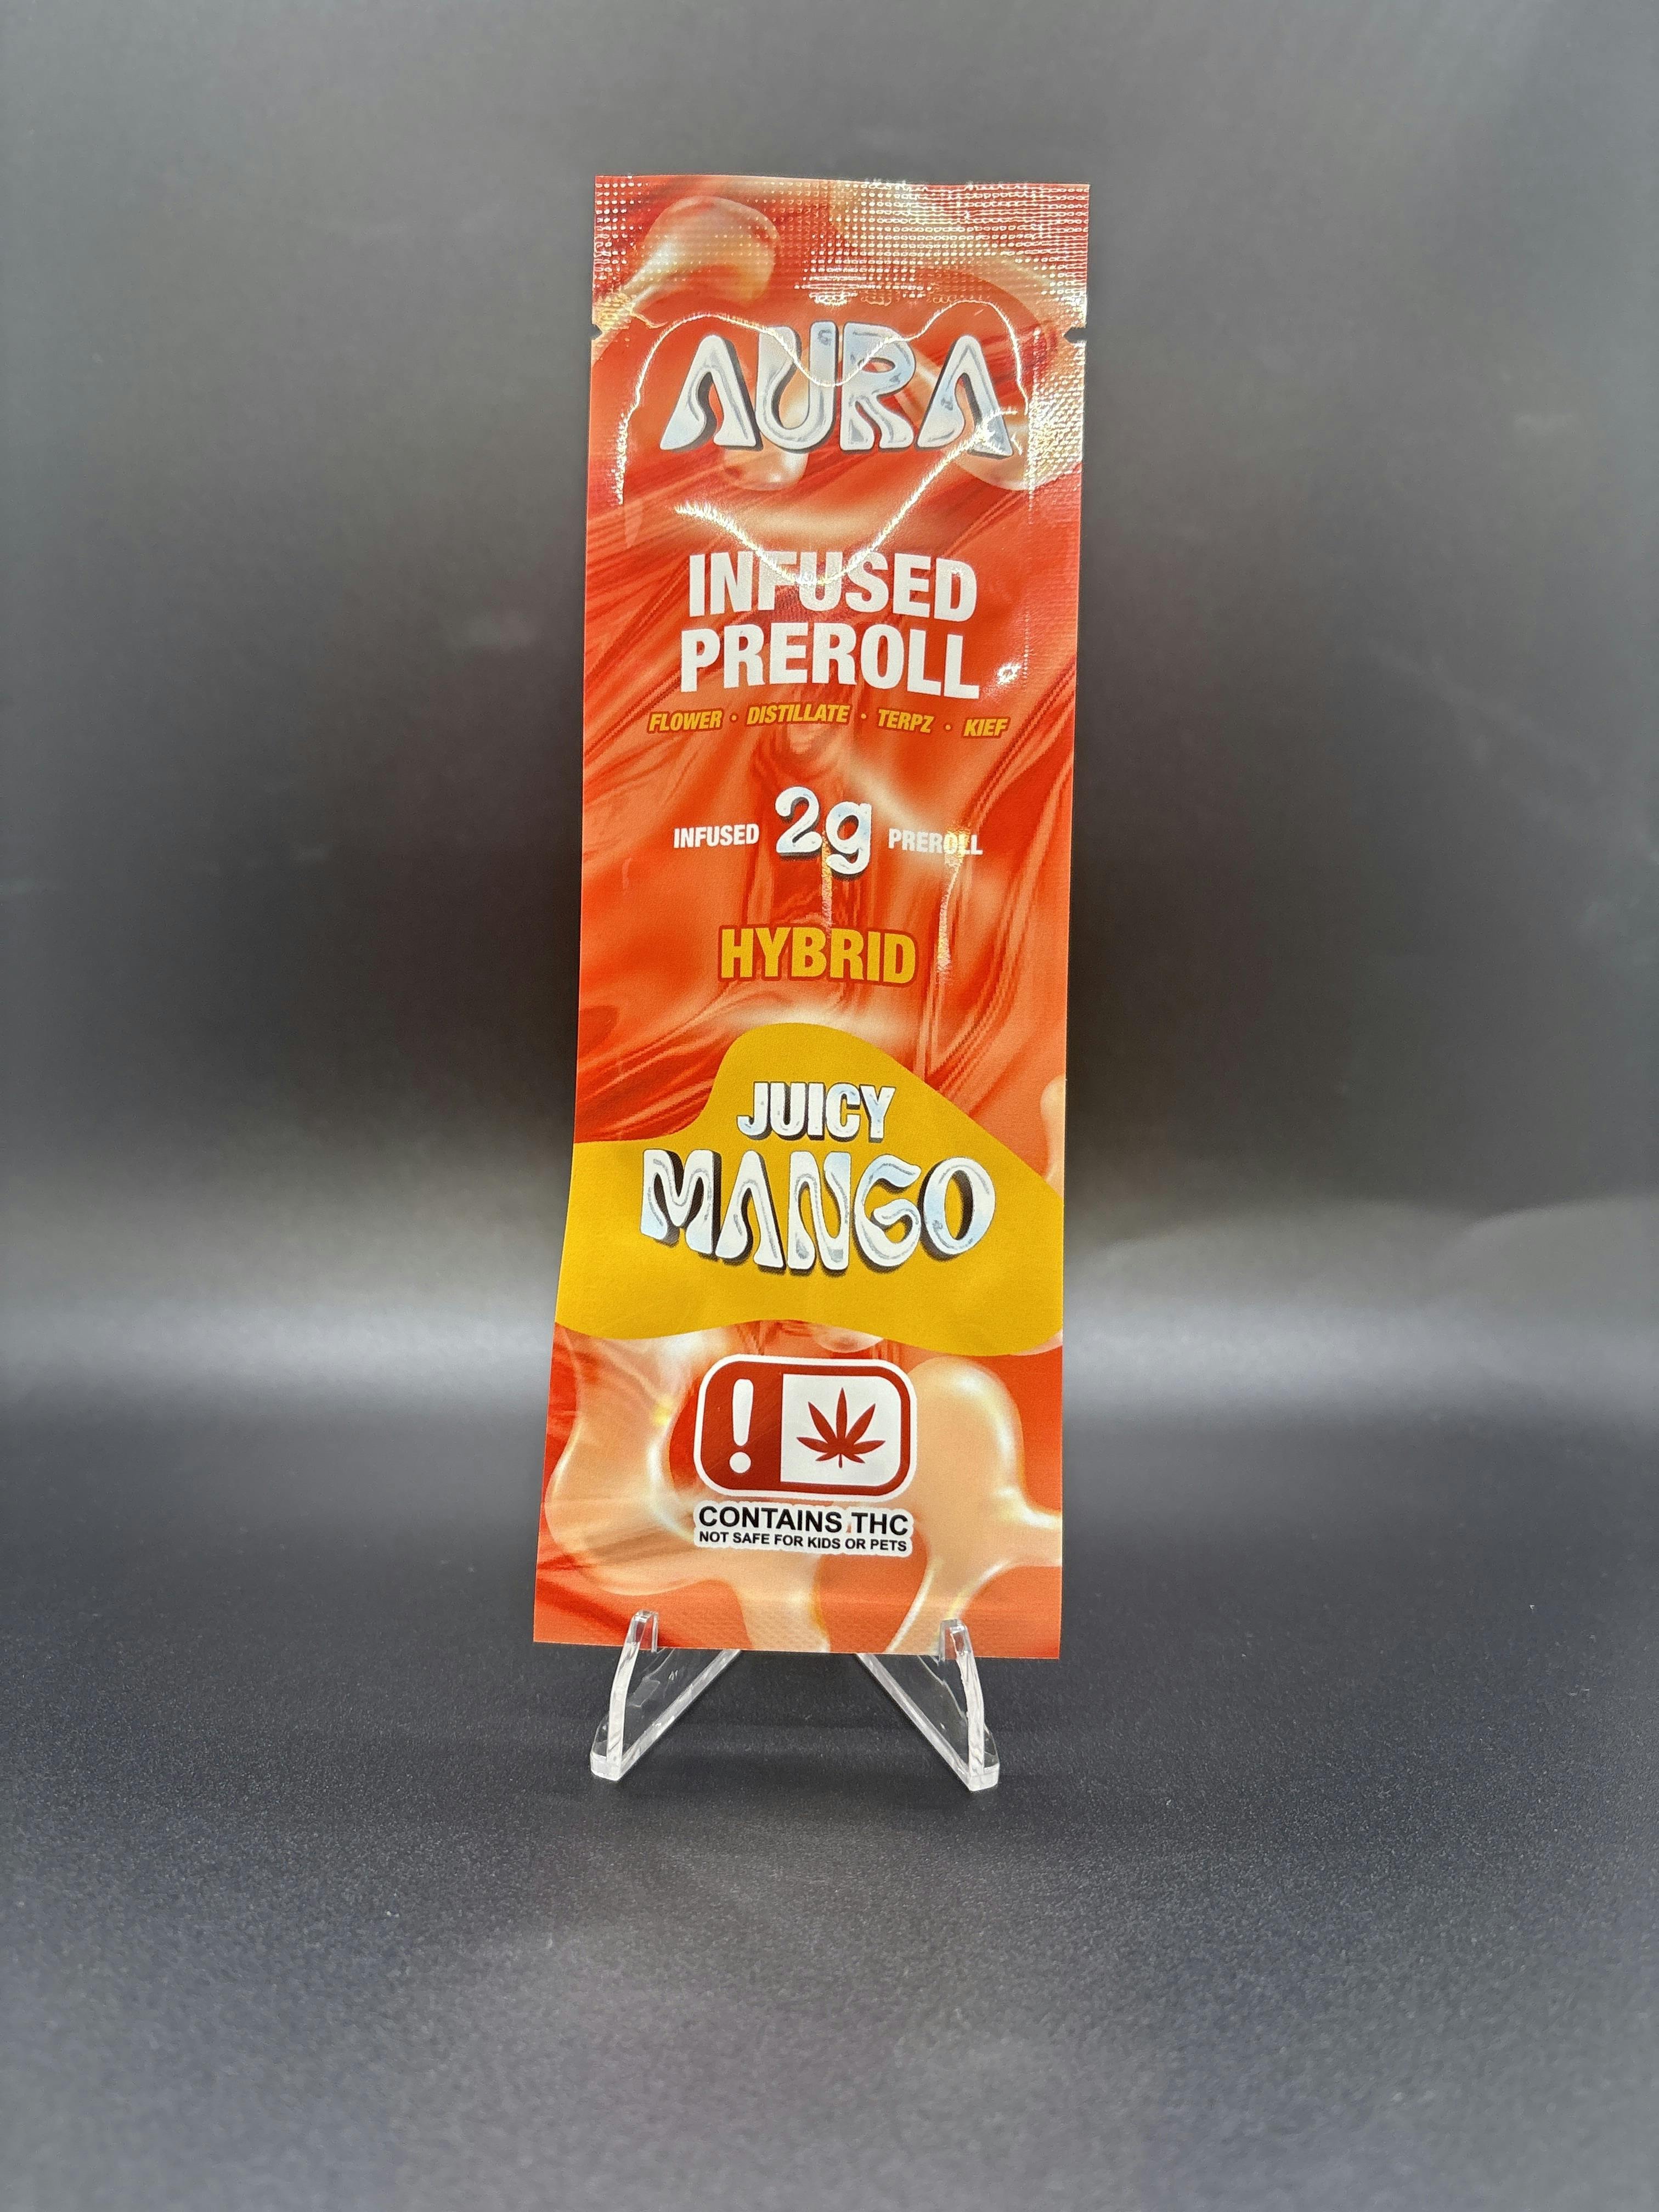 AURA
INFUSED
PREROLL
FLOWER · DISTILLATE · TERPZ · KIEF
INFUSED 2g PREROLL
HYBRID
JUICY
MANGO
!
CONTAINS THC
NOT SAFE FOR KIDS OR PETS